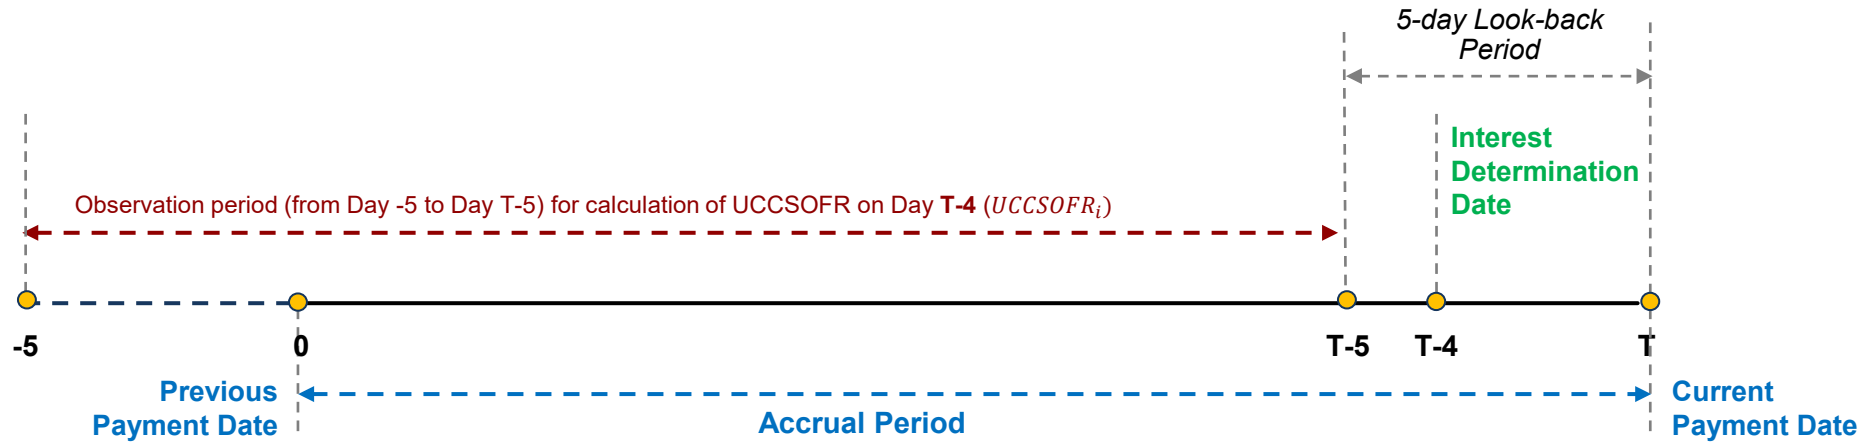 5-day Look-back
Period
Interest
Determination
Date
Observation period (from Day -5 to Day T-5) for calculation of UCCSOFR on Day T-4 (𝑈𝐶𝐶𝑆𝑂𝐹𝑅ᵢ)
-5
0
T-5
T-4
T
Previous
Payment Date
Accrual Period
Current
Payment Date